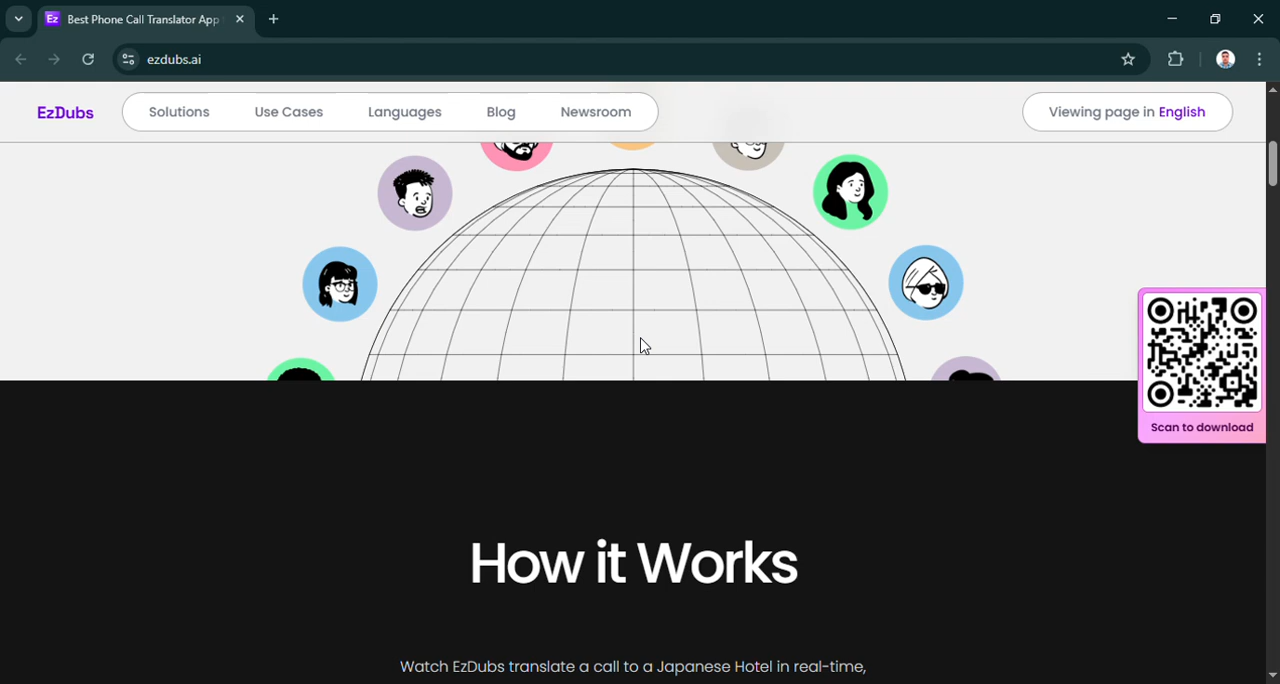 Ez Best Phone Call Translator App
ezdubs.ai
EzDubs Solutions Use Cases Languages Blog Newsroom Viewing page in English
Scan to download
How it Works
Watch EzDubs translate a call to a Japanese Hotel in real-time,